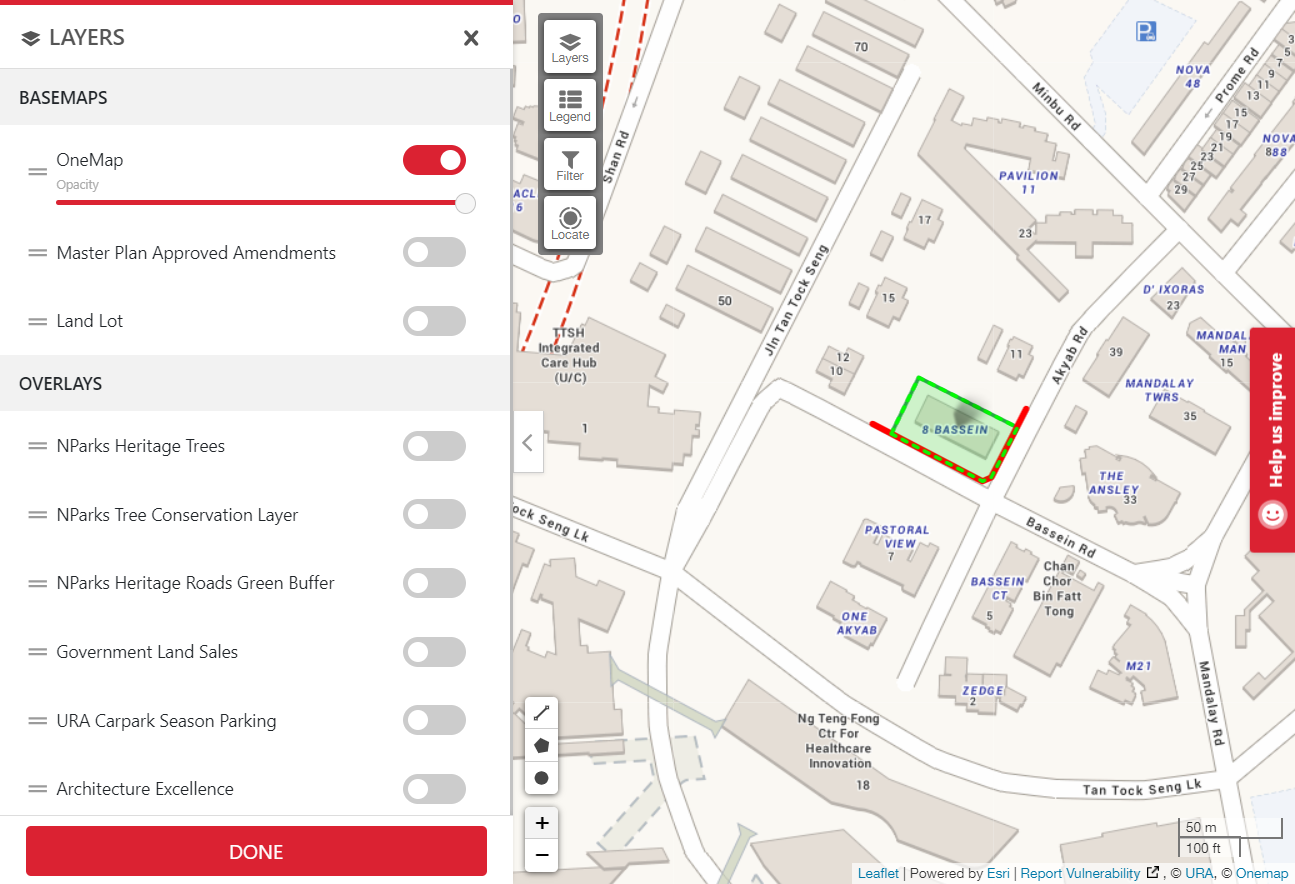 LAYERS
BASEMAPS
OneMap
Opacity
Master Plan Approved Amendments
Land Lot
OVERLAYS
NParks Heritage Trees
NParks Tree Conservation Layer
NParks Heritage Roads Green Buffer
Government Land Sales
URA Carpark Season Parking
Architecture Excellence
DONE
Layers
Legend
Filter
Locate
70
Shan Rd
ACL
6
50
Jln Tan Tock Seng
TTSH
Integrated
Care Hub
(U/C)
1
12
10
15
17
11
PAVILION
11
23
Minbu Rd
P
NOVA
48
Prome Rd
3
5
7
9
11
13
15
17
19
21
23
25
27
29
NOVA
888
D' IXORAS
23
Akyab Rd
39
MANDAL
MAN
15
MANDALAY
TWRS
35
8 BASSEIN
THE
ANSLEY
33
Bassein Rd
PASTORAL
VIEW
7
ONE
AKYAB
BASSEIN
CT
5
Chan
Chor
Bin Fatt
Tong
M21
ZEDGE
2
Mandalay Rd
ock Seng Lk
Ng Teng Fong
Ctr For
Healthcare
Innovation
18
Tan Tock Seng Lk
Help us improve
+
−
50 m
100 ft
Leaflet | Powered by Esri | Report Vulnerability , © URA, © Onemap